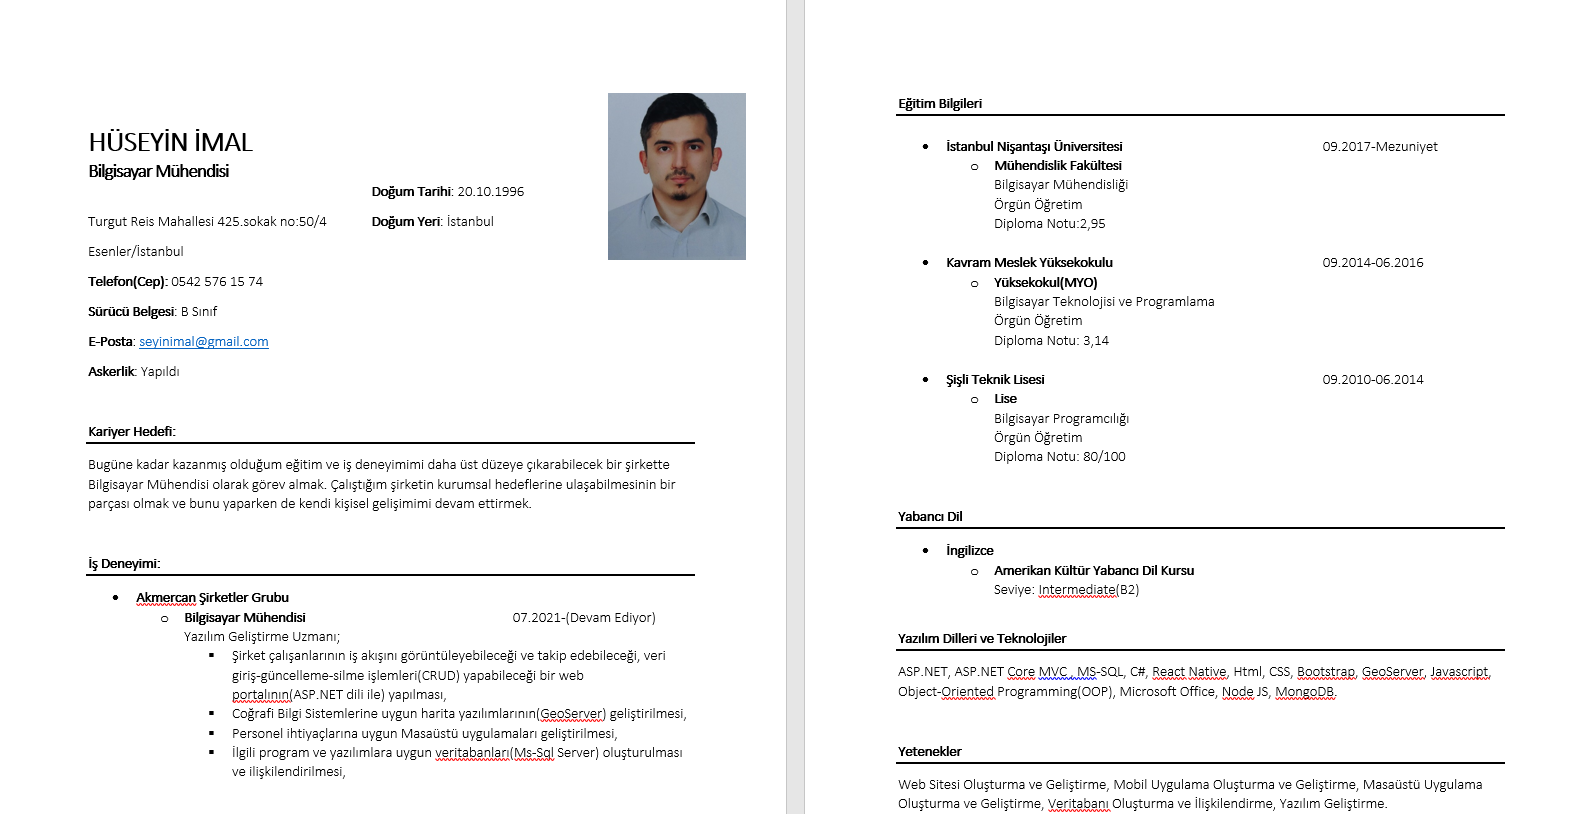 HÜSEYİN İMAL
Bilgisayar Mühendisi
Doğum Tarihi: 20.10.1996
Turgut Reis Mahallesi 425.sokak no:50/4
Doğum Yeri: İstanbul
Esenler/İstanbul
Telefon(Cep): 0542 576 15 74
Sürücü Belgesi: B Sınıf
E-Posta: seyinimal@gmail.com
Askerlik: Yapıldı
Kariyer Hedefi:
Bugüne kadar kazanmış olduğum eğitim ve iş deneyimimi daha üst düzeye çıkarabilecek bir şirkette
Bilgisayar Mühendisi olarak görev almak. Çalıştığım şirketin kurumsal hedeflerine ulaşabilmesinin bir
parçası olmak ve bunu yaparken de kendi kişisel gelişimimi devam ettirmek.
İş Deneyimi:
• Akmercan Şirketler Grubu
o Bilgisayar Mühendisi 07.2021-(Devam Ediyor)
Yazılım Geliştirme Uzmanı;
▪ Şirket çalışanlarının iş akışını görüntüleyebileceği ve takip edebileceği, veri
giriş-güncelleme-silme işlemleri(CRUD) yapabileceği bir web
portalının(ASP.NET dili ile) yapılması,
▪ Coğrafi Bilgi Sistemlerine uygun harita yazılımlarının(GeoServer) geliştirilmesi,
▪ Personel ihtiyaçlarına uygun Masaüstü uygulamaları geliştirilmesi,
▪ İlgili program ve yazılımlara uygun veritabanları(Ms-Sql Server) oluşturulması
ve ilişkilendirilmesi,
Eğitim Bilgileri
• İstanbul Nişantaşı Üniversitesi 09.2017-Mezuniyet
o Mühendislik Fakültesi
Bilgisayar Mühendisliği
Örgün Öğretim
Diploma Notu:2,95
• Kavram Meslek Yüksekokulu 09.2014-06.2016
o Yüksekokul(MYO)
Bilgisayar Teknolojisi ve Programlama
Örgün Öğretim
Diploma Notu: 3,14
• Şişli Teknik Lisesi 09.2010-06.2014
o Lise
Bilgisayar Programcılığı
Örgün Öğretim
Diploma Notu: 80/100
Yabancı Dil
• İngilizce
o Amerikan Kültür Yabancı Dil Kursu
Seviye: Intermediate(B2)
Yazılım Dilleri ve Teknolojiler
ASP.NET, ASP.NET Core MVC , MS-SQL, C#, React Native, Html, CSS, Bootstrap, GeoServer, Javascript,
Object-Oriented Programming(OOP), Microsoft Office, Node JS, MongoDB.
Yetenekler
Web Sitesi Oluşturma ve Geliştirme, Mobil Uygulama Oluşturma ve Geliştirme, Masaüstü Uygulama
Oluşturma ve Geliştirme, Veritabanı Oluşturma ve İlişkilendirme, Yazılım Geliştirme.